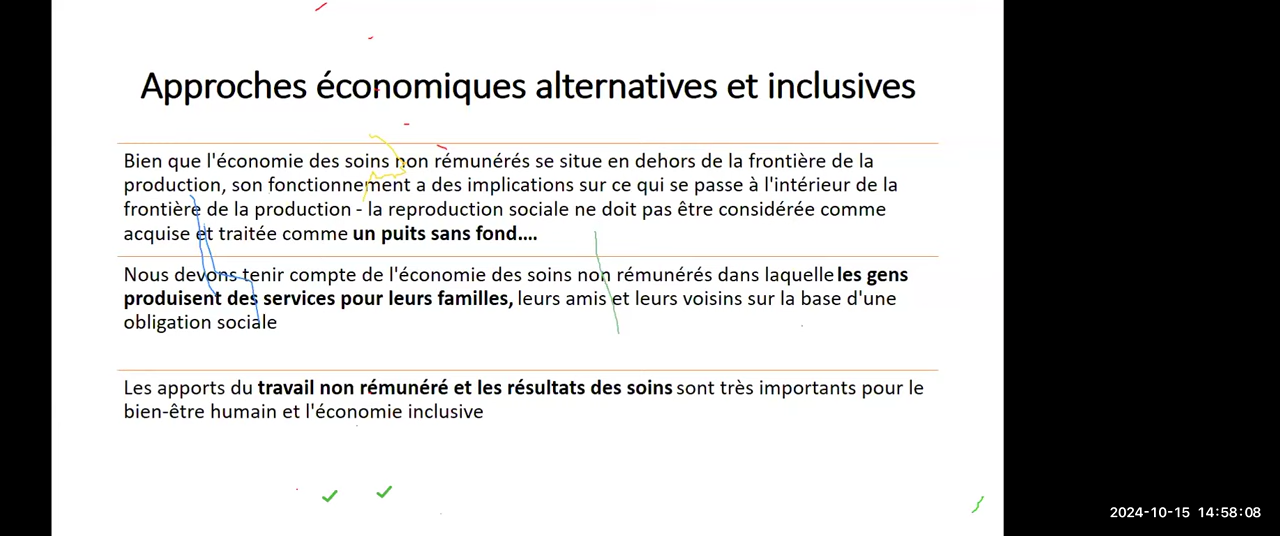 Approches économiques alternatives et inclusives
Bien que l'économie des soins non rémunérés se situe en dehors de la frontière de la
production, son fonctionnement a des implications sur ce qui se passe à l'intérieur de la
frontière de la production - la reproduction sociale ne doit pas être considérée comme
acquise et traitée comme un puits sans fond....
Nous devons tenir compte de l'économie des soins non rémunérés dans laquelle les gens
produisent des services pour leurs familles, leurs amis et leurs voisins sur la base d'une
obligation sociale
Les apports du travail non rémunéré et les résultats des soins sont très importants pour le
bien-être humain et l'économie inclusive
2024-10-15 14:58:08